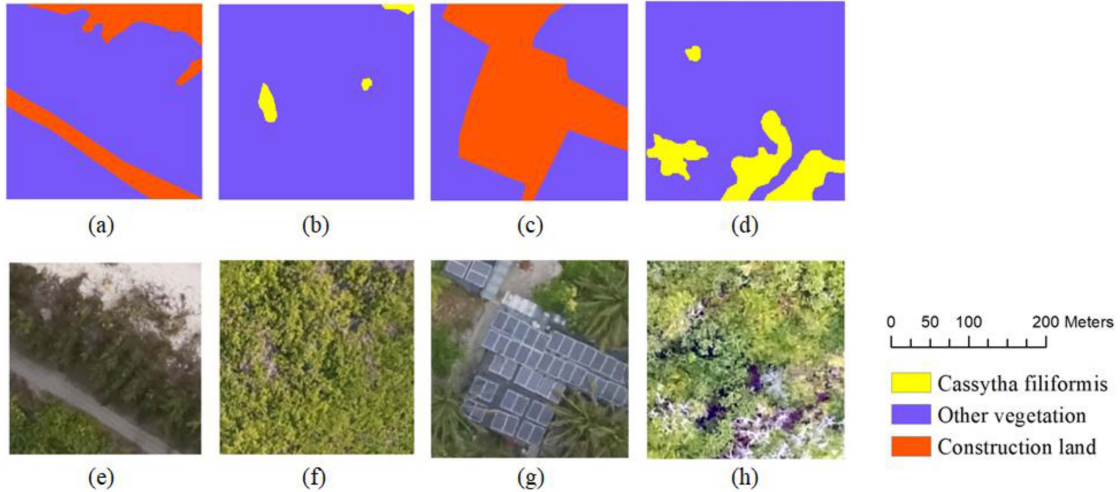 (a) (b) (c) (d)
0 50 100 200 Meters
Cassytha filiformis
Other vegetation
Construction land
(e) (f) (g) (h)